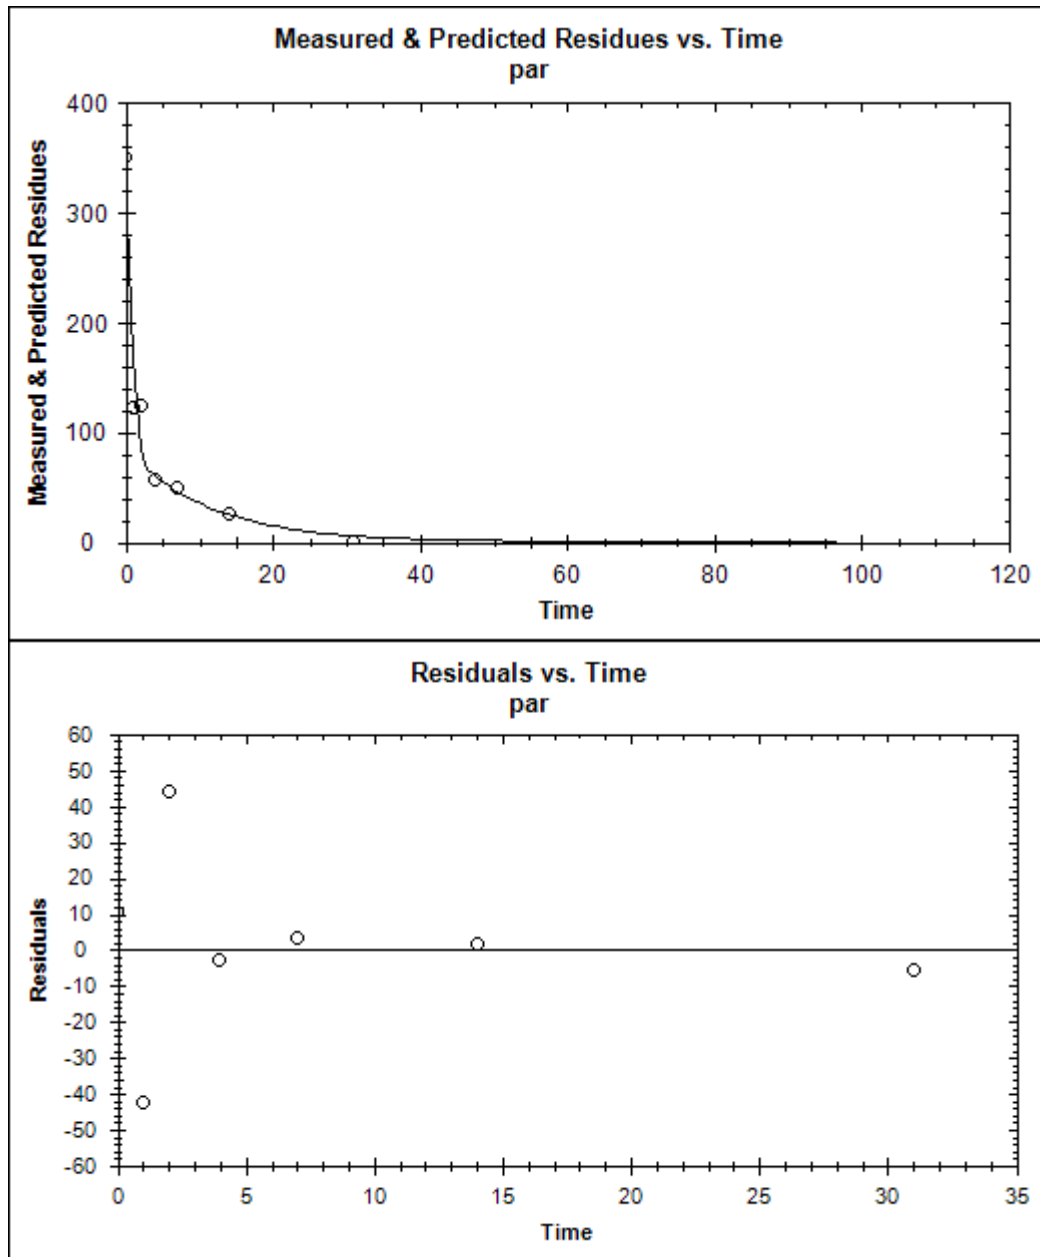 Measured & Predicted Residues vs. Time
par
Measured & Predicted Residues
400
300
200
100
0
0 20 40 60 80 100 120
Time
Residuals vs. Time
par
Residuals
60
50
40
30
20
10
0
-10
-20
-30
-40
-50
-60
0 5 10 15 20 25 30 35
Time